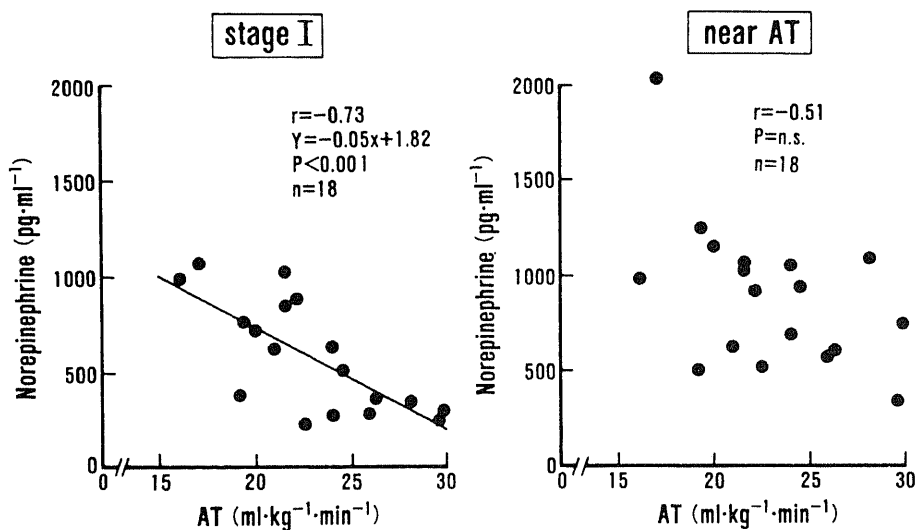 stage I
2000
1500
1000
500
0
Norepinephrine (pg·ml⁻¹)
r=−0.73
Y=−0.05x+1.82
P<0.001
n=18
0 15 20 25 30
AT (ml·kg⁻¹·min⁻¹)
near AT
2000
1500
1000
500
0
Norepinephrine (pg·ml⁻¹)
r=−0.51
P=n.s.
n=18
0 15 20 25 30
AT (ml·kg⁻¹·min⁻¹)